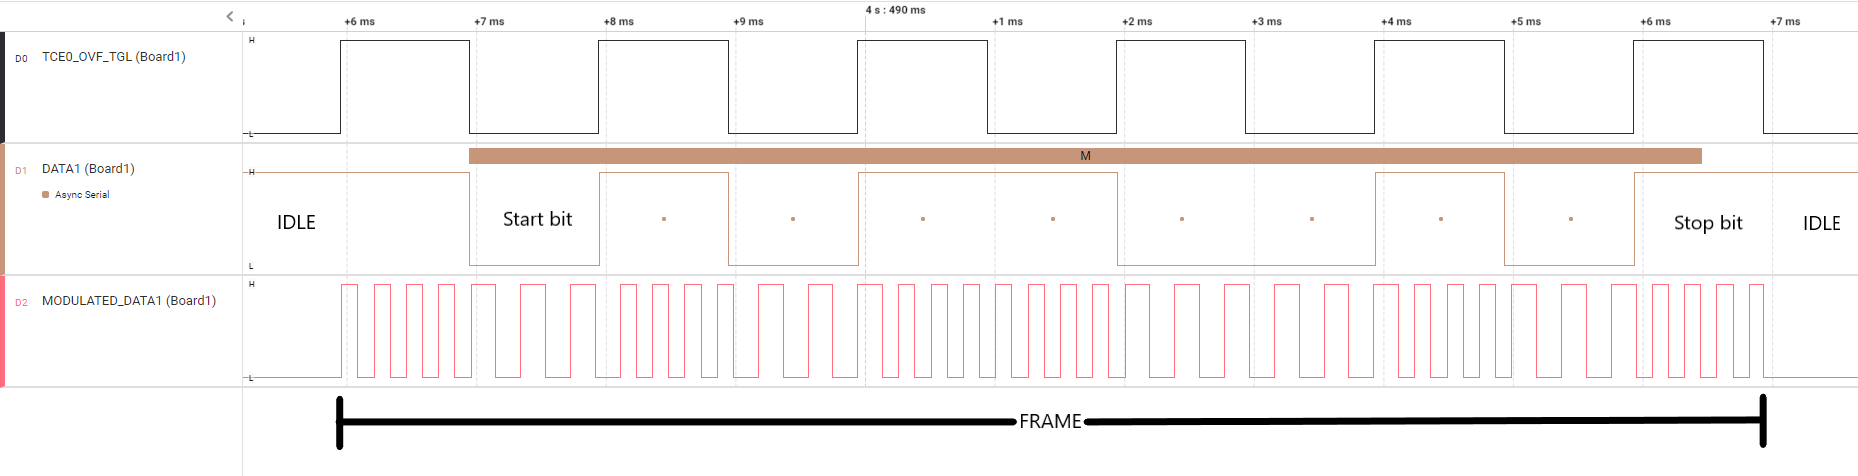 4 s : 490 ms
+6 ms +7 ms +8 ms +9 ms +1 ms +2 ms +3 ms +4 ms +5 ms +6 ms +7 ms
H
D0 TCE0_OVF_TGL (Board1)
L
M
D1 DATA1 (Board1)
H
Async Serial
IDLE Start bit Stop bit IDLE
L
H
D2 MODULATED_DATA1 (Board1)
L
FRAME